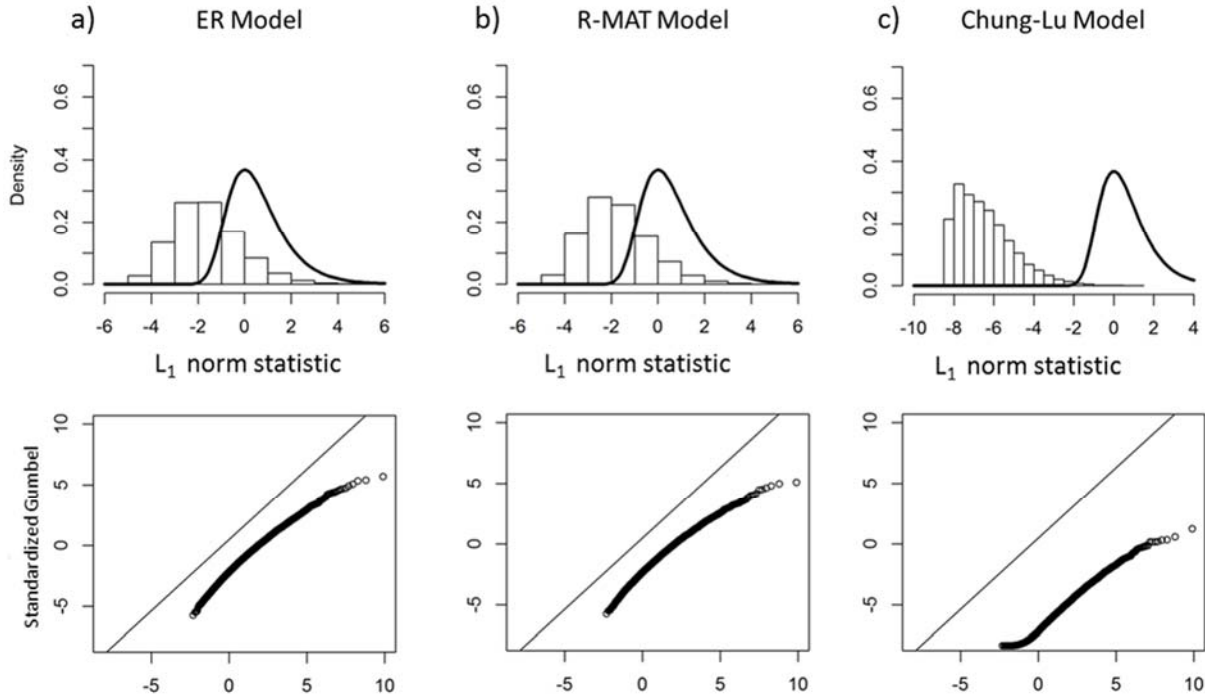 a) ER Model b) R-MAT Model c) Chung-Lu Model
Density
0.6
0.4
0.2
0.0
-6 -4 -2 0 2 4 6
L1 norm statistic
0.6
0.4
0.2
0.0
-6 -4 -2 0 2 4 6
L1 norm statistic
0.6
0.4
0.2
0.0
-10 -8 -6 -4 -2 0 2 4
L1 norm statistic
Standardized Gumbel
10
5
0
-5
-5 0 5 10
10
5
0
-5
-5 0 5 10
10
5
0
-5
-5 0 5 10